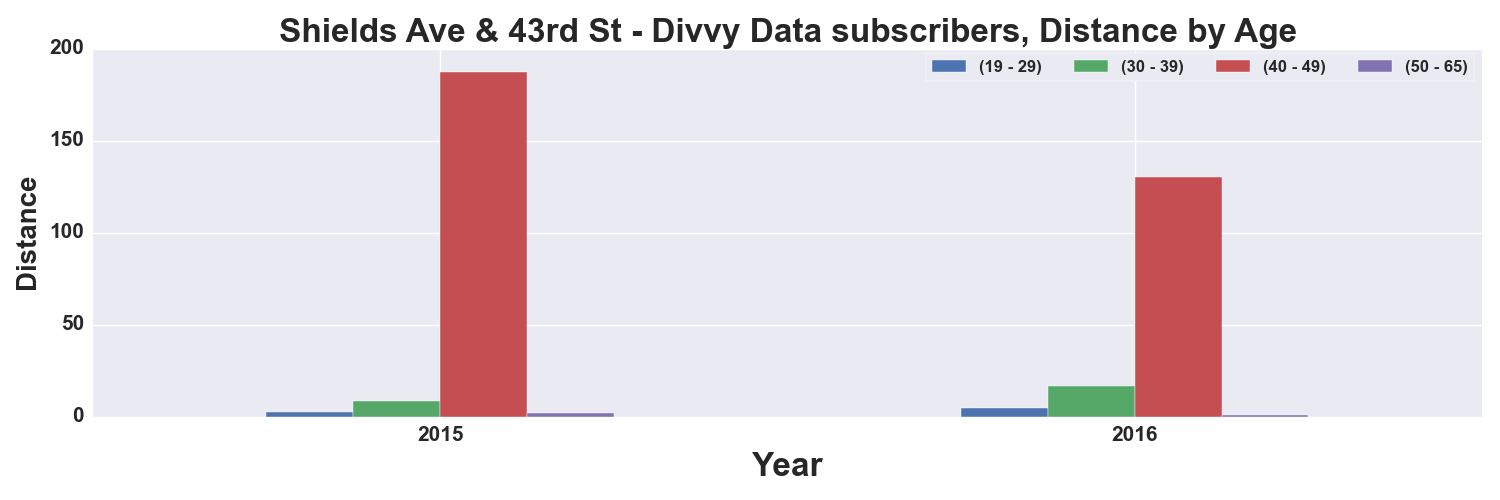 Shields Ave & 43rd St - Divvy Data subscribers, Distance by Age
(19 - 29) (30 - 39) (40 - 49) (50 - 65)
Distance
200
150
100
50
0
2015 2016
Year